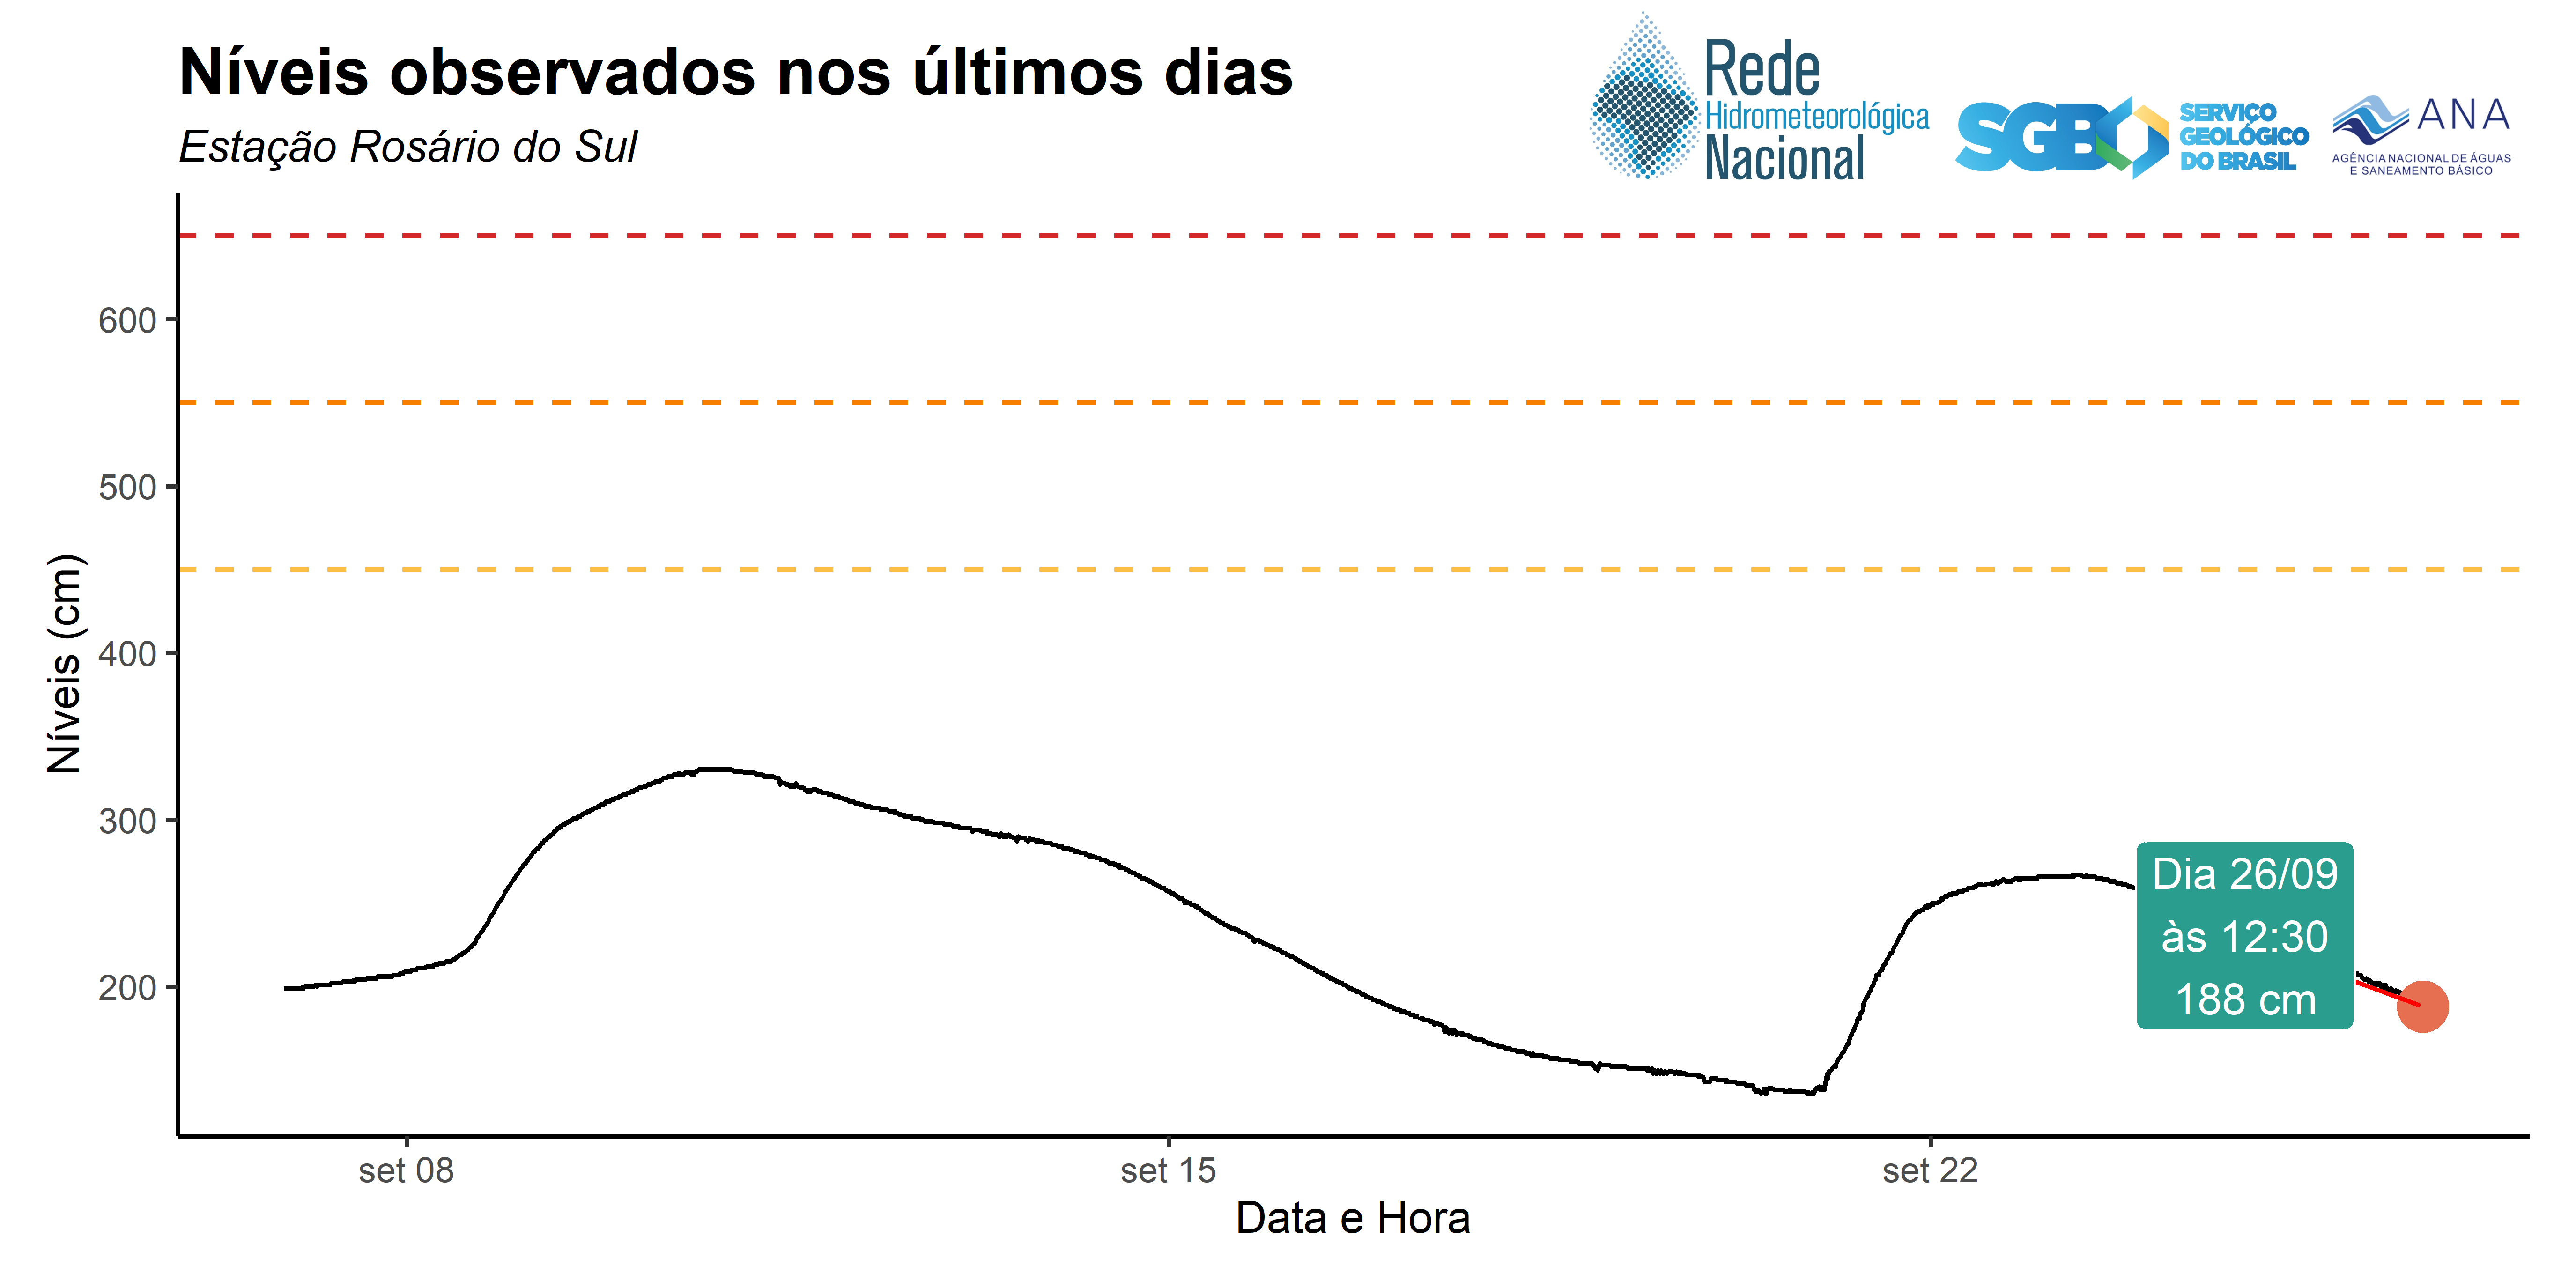 Níveis observados nos últimos dias
Estação Rosário do Sul
Rede
Hidrometeorológica
Nacional
SGB
SERVIÇO
GEOLÓGICO
DO BRASIL
ANA
AGÊNCIA NACIONAL DE ÁGUAS
E SANEAMENTO BÁSICO
Níveis (cm)
600
500
400
300
200
Dia 26/09
às 12:30
188 cm
set 08
set 15
set 22
Data e Hora